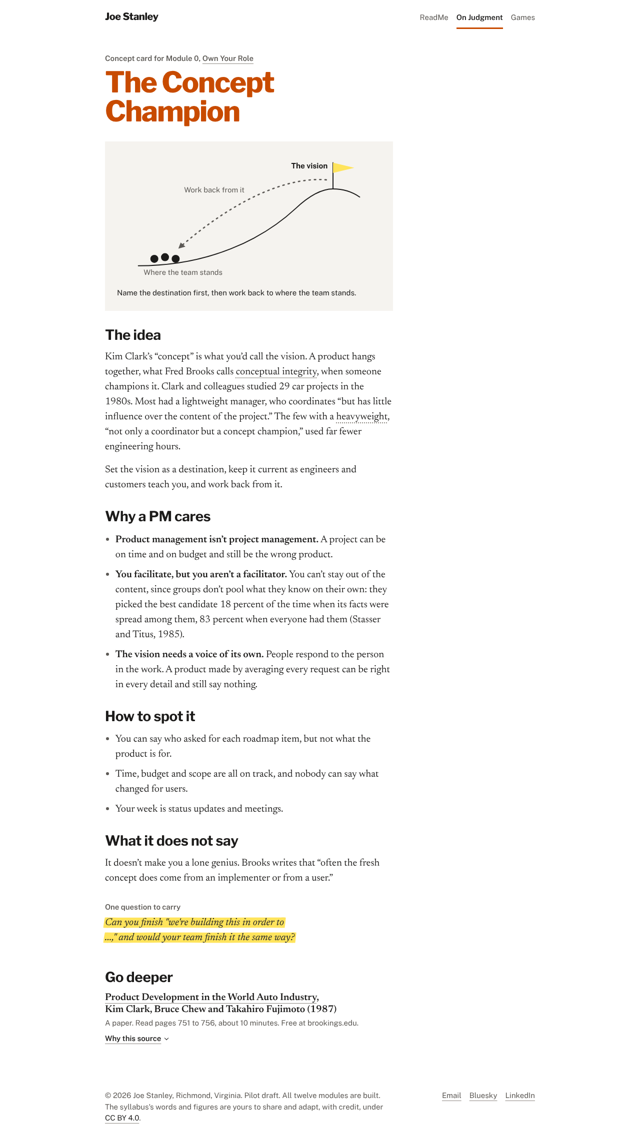 Joe Stanley
ReadMe On Judgment Games
Concept card for Module 0, Own Your Role
The Concept
Champion
The vision
Work back from it
Where the team stands
Name the destination first, then work back to where the team stands.
The idea
Kim Clark's “concept” is what you'd call the vision. A product hangs
together, what Fred Brooks calls conceptual integrity, when someone
champions it. Clark and colleagues studied 29 car projects in the
1980s. Most had a lightweight manager, who coordinates “but has little
influence over the content of the project.” The few with a heavyweight,
“not only a coordinator but a concept champion,” used far fewer
engineering hours.
Set the vision as a destination, keep it current as engineers and
customers teach you, and work back from it.
Why a PM cares
• Product management isn't project management. A project can be
on time and on budget and still be the wrong product.
• You facilitate, but you aren't a facilitator. You can't stay out of the
content, since groups don't pool what they know on their own: they
picked the best candidate 18 percent of the time when its facts were
spread among them, 83 percent when everyone had them (Stasser
and Titus, 1985).
• The vision needs a voice of its own. People respond to the person
in the work. A product made by averaging every request can be right
in every detail and still say nothing.
How to spot it
• You can say who asked for each roadmap item, but not what the
product is for.
• Time, budget and scope are all on track, and nobody can say what
changed for users.
• Your week is status updates and meetings.
What it does not say
It doesn't make you a lone genius. Brooks writes that “often the fresh
concept does come from an implementer or from a user.”
One question to carry
Can you finish "we're building this in order to
...," and would your team finish it the same way?
Go deeper
Product Development in the World Auto Industry,
Kim Clark, Bruce Chew and Takahiro Fujimoto (1987)
A paper. Read pages 751 to 756, about 10 minutes. Free at brookings.edu.
Why this source
© 2026 Joe Stanley, Richmond, Virginia. Pilot draft. All twelve modules are built.
The syllabus's words and figures are yours to share and adapt, with credit, under
CC BY 4.0.
Email Bluesky LinkedIn